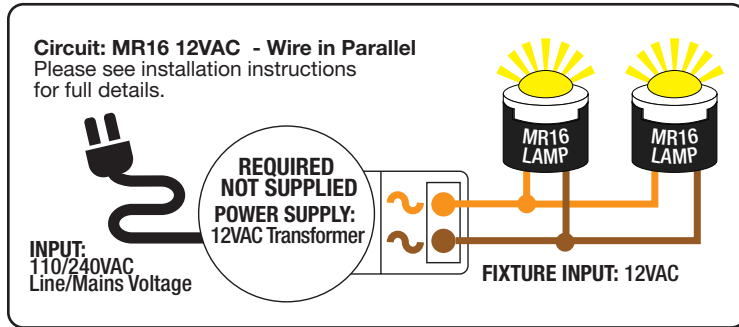 Circuit: MR16 12VAC - Wire in Parallel
Please see installation instructions
for full details.
MR16
LAMP
MR16
LAMP
REQUIRED
NOT SUPPLIED
POWER SUPPLY:
12VAC Transformer
INPUT:
110/240VAC
Line/Mains Voltage
FIXTURE INPUT: 12VAC